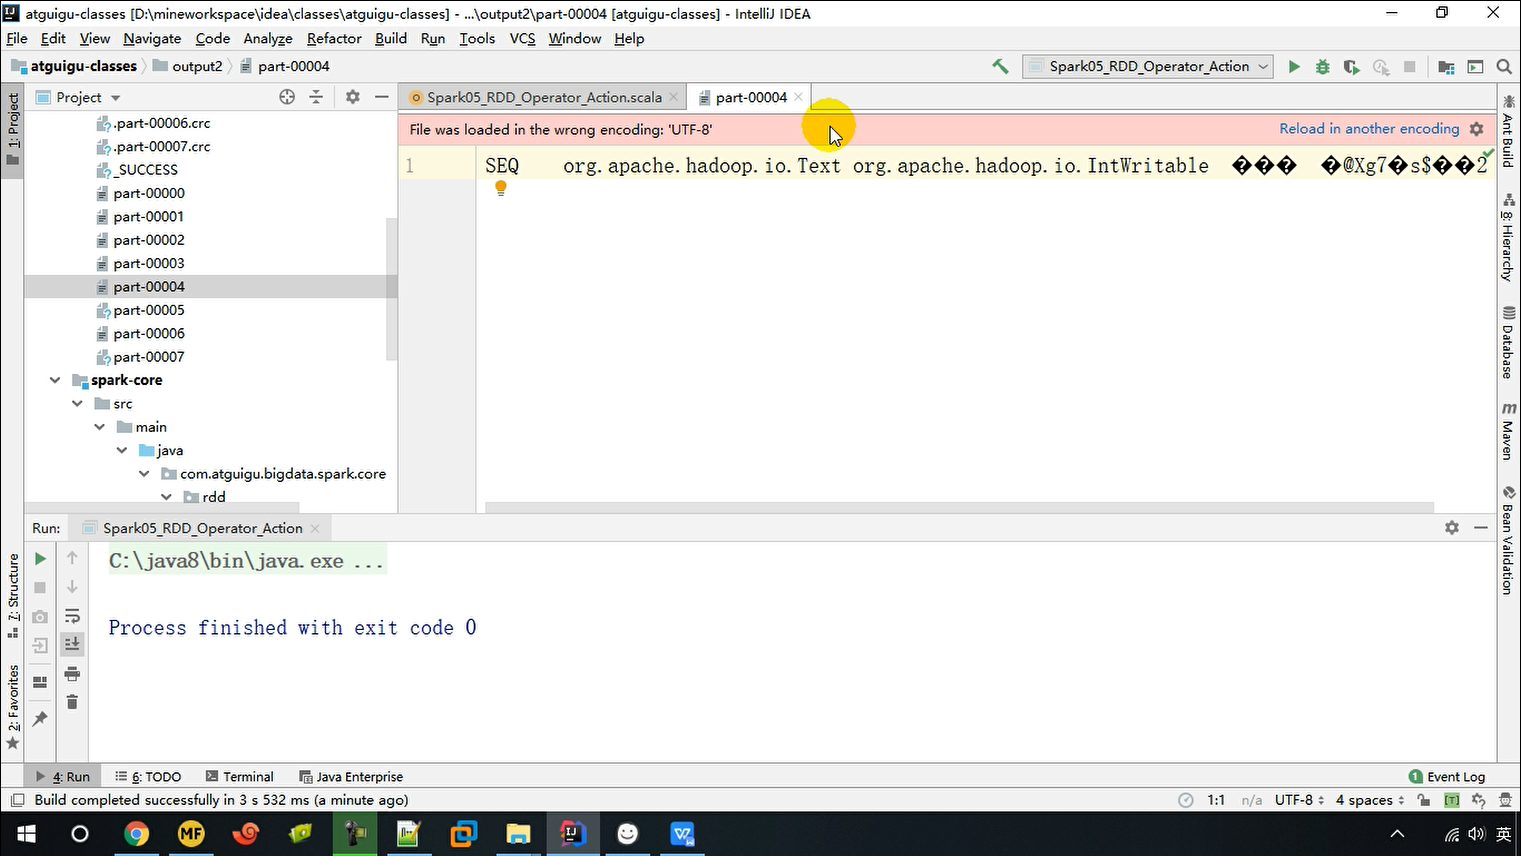 atguigu-classes [D:\mineworkspace\idea\classes\atguigu-classes] - ...\output2\part-00004 [atguigu-classes] - IntelliJ IDEA
File Edit View Navigate Code Analyze Refactor Build Run Tools VCS Window Help
atguigu-classes output2 part-00004 Spark05_RDD_Operator_Action
1: Project
Project
Spark05_RDD_Operator_Action.scala part-00004
.part-00006.crc
.part-00007.crc
_SUCCESS
part-00000
part-00001
part-00002
part-00003
part-00004
part-00005
part-00006
part-00007
spark-core
src
main
java
com.atguigu.bigdata.spark.core
rdd
File was loaded in the wrong encoding: 'UTF-8' Reload in another encoding
1 SEQ org.apache.hadoop.io.Text org.apache.hadoop.io.IntWritable ��� �@Xg7�s$��2
Ant Build
8: Hierarchy
Database
m Maven
Bean Validation
Run: Spark05_RDD_Operator_Action
C:\java8\bin\java.exe ...
Process finished with exit code 0
7: Structure
2: Favorites
4: Run 6: TODO Terminal Java Enterprise 1 Event Log
Build completed successfully in 3 s 532 ms (a minute ago) 1:1 n/a UTF-8 4 spaces [T]
MF
英